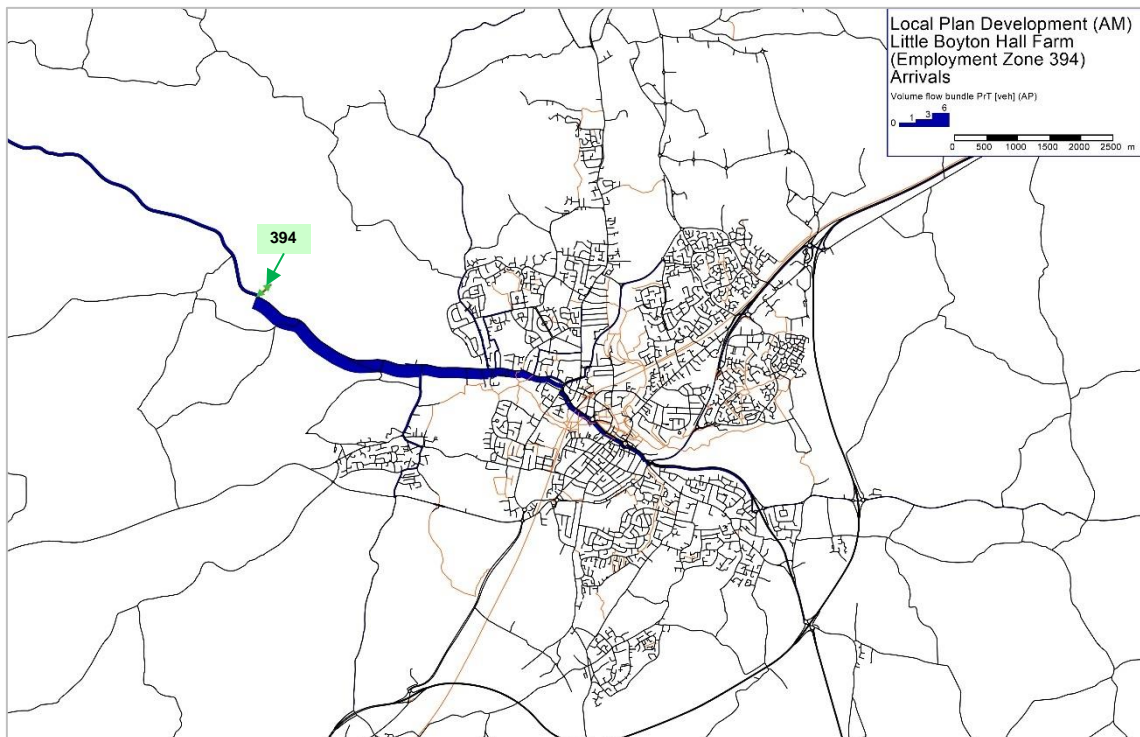 Local Plan Development (AM)
Little Boyton Hall Farm
(Employment Zone 394)
Arrivals
Volume flow bundle PrT [veh] (AP)
0 1 3 6
0 500 1000 1500 2000 2500 m
394